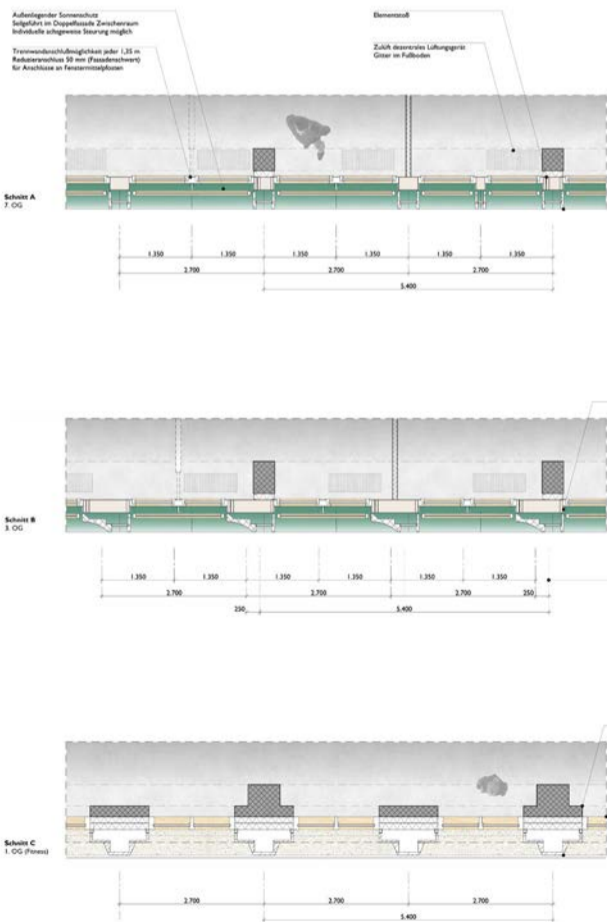 Außenliegender Sonnenschutz
Seilgeführt im Doppelfassade Zwischenraum
Individuelle achsgeweise Steuerung möglich
Trennwandanschlußmöglichkeit jeder 1,35 m
Reduzieranschluss 50 mm (Fassadenschwert)
für Anschlüsse an Fenstermittelpfosten
Elementstoß
Zuluft dezentrales Lüftungsgerät
Gitter im Fußboden
Schnitt A
7. OG
1.350 1.350 1.350 1.350 1.350 1.350
2.700 2.700 2.700
5.400
Schnitt B
3. OG
1.350 1.350 1.350 1.350 1.350 1.350
2.700 2.700 2.700 250
250 5.400
Schnitt C
1. OG (Fitness)
2.700 2.700 2.700
5.400